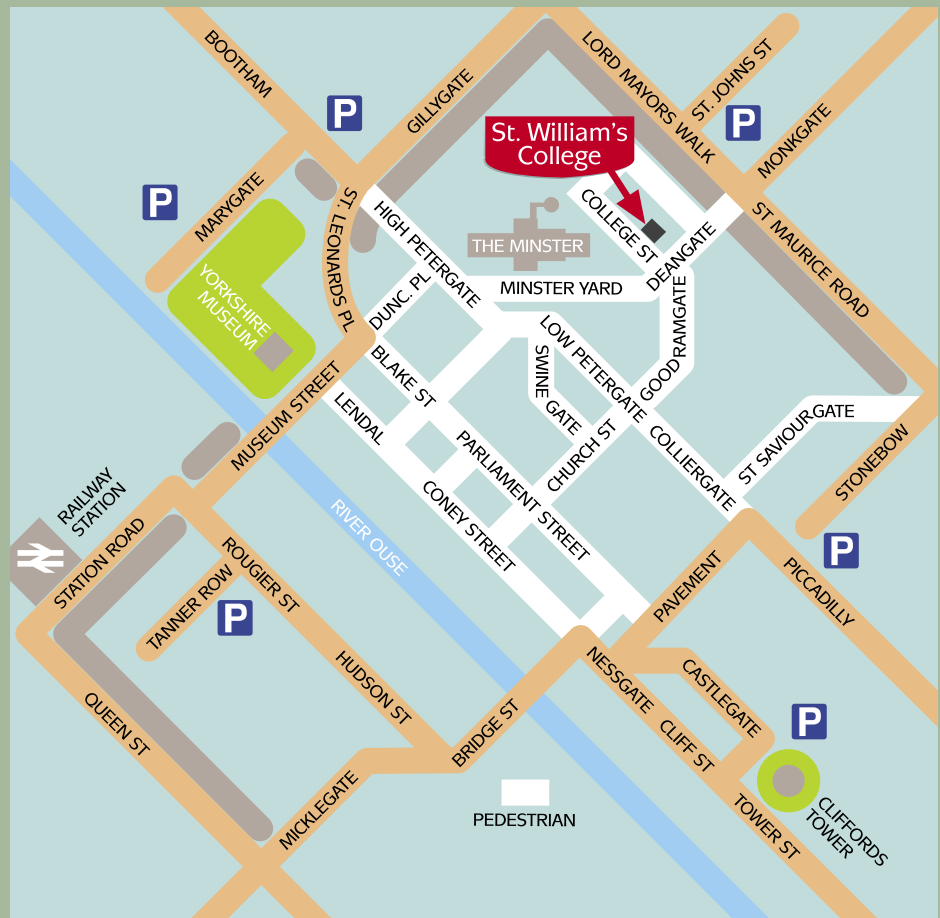 BOOTHAM
P
GILLYGATE
LORD MAYORS WALK
ST. JOHNS ST
P
MONKGATE
St. William's
College
P
MARYGATE
ST. LEONARDS PL
HIGH PETERGATE
THE MINSTER
COLLEGE ST
DEANGATE
ST MAURICE ROAD
YORKSHIRE
MUSEUM
DUNC. PL
MINSTER YARD
GOODRAMGATE
BLAKE ST
SWINE GATE
LOW PETERGATE
MUSEUM STREET
LENDAL
CHURCH ST
COLLIERGATE
ST SAVIOURGATE
STONEBOW
PARLIAMENT STREET
CONEY STREET
RAILWAY
STATION
STATION ROAD
RIVER OUSE
ROUGIER ST
TANNER ROW
P
P
PAVEMENT
PICCADILLY
HUDSON ST
QUEEN ST
NESSGATE
CASTLEGATE
BRIDGE ST
CLIFF ST
P
MICKLEGATE
PEDESTRIAN
TOWER ST
CLIFFORDS
TOWER